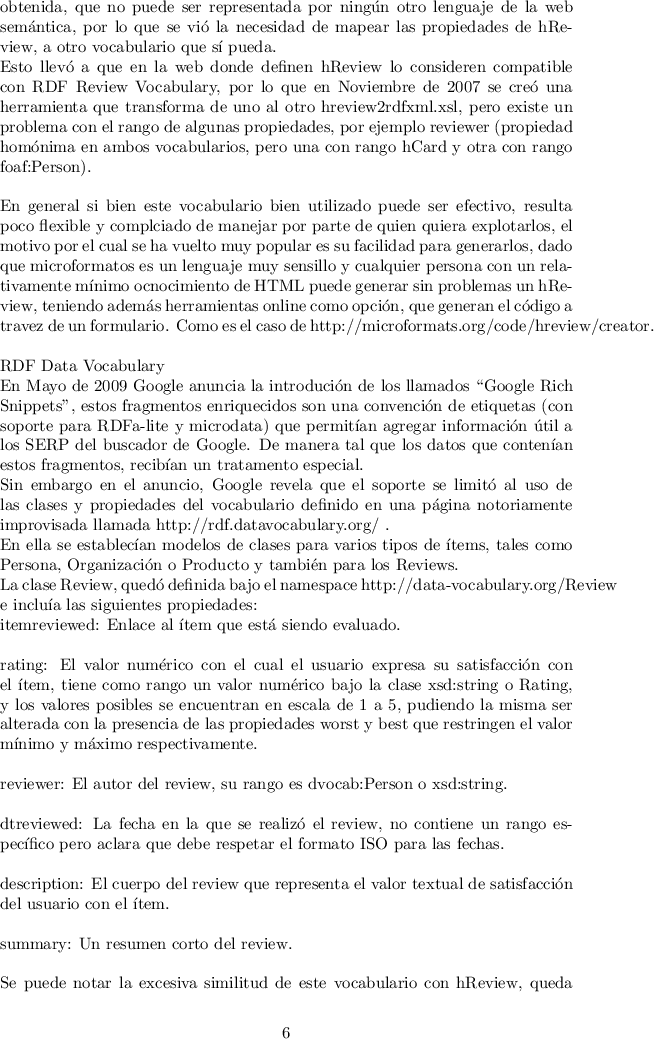 obtenida, que no puede ser representada por ningún otro lenguaje de la web
semántica, por lo que se vió la necesidad de mapear las propiedades de hRe-
view, a otro vocabulario que sí pueda.
Esto llevó a que en la web donde definen hReview lo consideren compatible
con RDF Review Vocabulary, por lo que en Noviembre de 2007 se creó una
herramienta que transforma de uno al otro hreview2rdfxml.xsl, pero existe un
problema con el rango de algunas propiedades, por ejemplo reviewer (propiedad
homónima en ambos vocabularios, pero una con rango hCard y otra con rango
foaf:Person).
En general si bien este vocabulario bien utilizado puede ser efectivo, resulta
poco flexible y complciado de manejar por parte de quien quiera explotarlos, el
motivo por el cual se ha vuelto muy popular es su facilidad para generarlos, dado
que microformatos es un lenguaje muy sensillo y cualquier persona con un rela-
tivamente mínimo ocnocimiento de HTML puede generar sin problemas un hRe-
view, teniendo además herramientas online como opción, que generan el código a
travez de un formulario. Como es el caso de http://microformats.org/code/hreview/creator.
RDF Data Vocabulary
En Mayo de 2009 Google anuncia la introdución de los llamados “Google Rich
Snippets”, estos fragmentos enriquecidos son una convención de etiquetas (con
soporte para RDFa-lite y microdata) que permitían agregar información útil a
los SERP del buscador de Google. De manera tal que los datos que contenían
estos fragmentos, recibían un tratamento especial.
Sin embargo en el anuncio, Google revela que el soporte se limitó al uso de
las clases y propiedades del vocabulario definido en una página notoriamente
improvisada llamada http://rdf.datavocabulary.org/ .
En ella se establecían modelos de clases para varios tipos de ítems, tales como
Persona, Organización o Producto y también para los Reviews.
La clase Review, quedó definida bajo el namespace http://data-vocabulary.org/Review
e incluía las siguientes propiedades:
itemreviewed: Enlace al ítem que está siendo evaluado.
rating: El valor numérico con el cual el usuario expresa su satisfacción con
el ítem, tiene como rango un valor numérico bajo la clase xsd:string o Rating,
y los valores posibles se encuentran en escala de 1 a 5, pudiendo la misma ser
alterada con la presencia de las propiedades worst y best que restringen el valor
mínimo y máximo respectivamente.
reviewer: El autor del review, su rango es dvocab:Person o xsd:string.
dtreviewed: La fecha en la que se realizó el review, no contiene un rango es-
pecífico pero aclara que debe respetar el formato ISO para las fechas.
description: El cuerpo del review que representa el valor textual de satisfacción
del usuario con el ítem.
summary: Un resumen corto del review.
Se puede notar la excesiva similitud de este vocabulario con hReview, queda
6